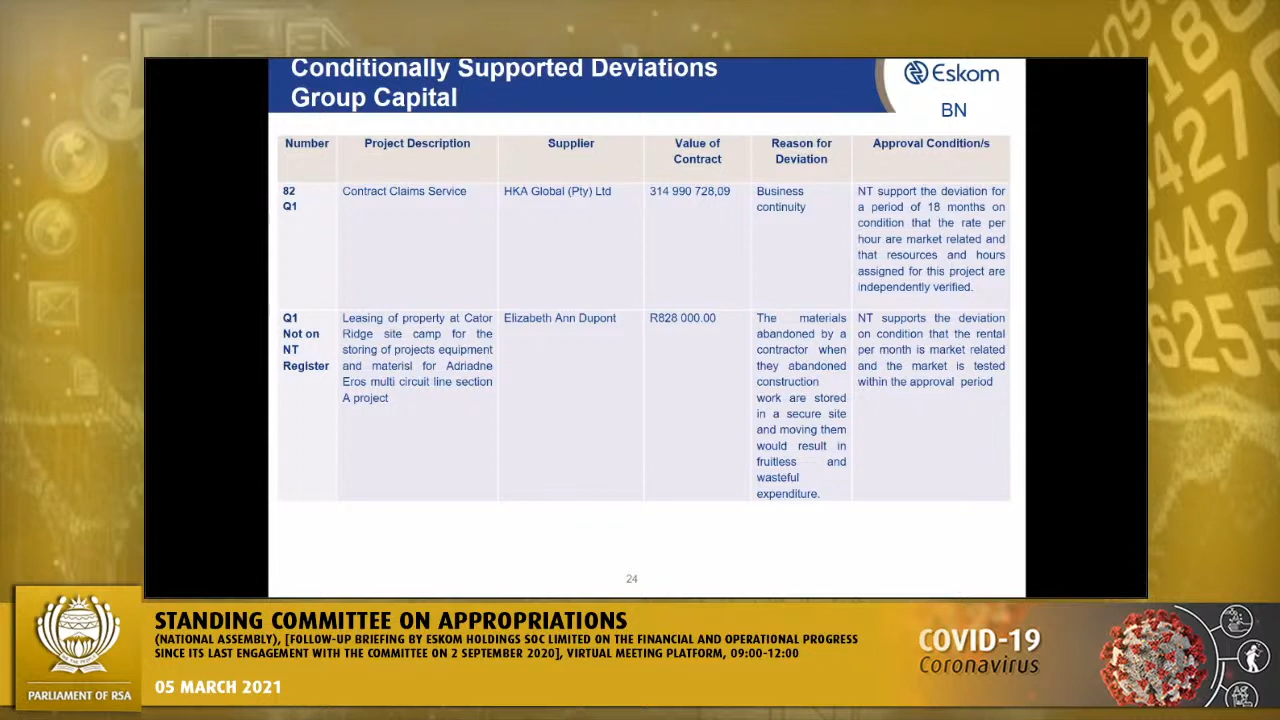 Conditionally Supported Deviations
Group Capital
Eskom
BN
Number
Project Description
Supplier
Value of
Contract
Reason for
Deviation
Approval Condition/s
82
Q1
Contract Claims Service
HKA Global (Pty) Ltd
314 990 728,09
Business
continuity
NT support the deviation for
a period of 18 months on
condition that the rate per
hour are market related and
that resources and hours
assigned for this project are
independently verified.
Q1
Not on
NT
Register
Leasing of property at Cator
Ridge site camp for the
storing of projects equipment
and materisl for Adriadne
Eros multi circuit line section
A project
Elizabeth Ann Dupont
R828 000.00
The materials
abandoned by a
contractor when
they abandoned
construction
work are stored
in a secure site
and moving them
would result in
fruitless and
wasteful
expenditure.
NT supports the deviation
on condition that the rental
per month is market related
and the market is tested
within the approval period
24
STANDING COMMITTEE ON APPROPRIATIONS
(NATIONAL ASSEMBLY), [FOLLOW-UP BRIEFING BY ESKOM HOLDINGS SOC LIMITED ON THE FINANCIAL AND OPERATIONAL PROGRESS
SINCE ITS LAST ENGAGEMENT WITH THE COMMITTEE ON 2 SEPTEMBER 2020], VIRTUAL MEETING PLATFORM, 09:00-12:00
05 MARCH 2021
PARLIAMENT OF RSA
COVID-19
Coronavirus